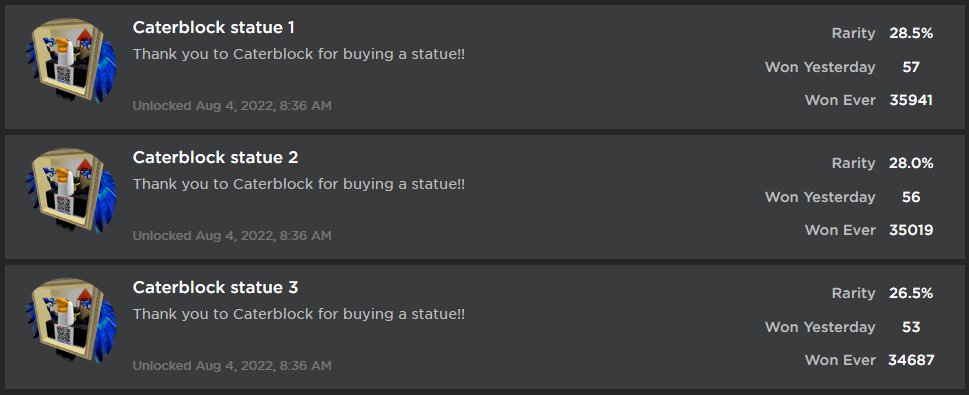 Caterblock statue 1
Thank you to Caterblock for buying a statue!!
Unlocked Aug 4, 2022, 8:36 AM
Rarity 28.5%
Won Yesterday 57
Won Ever 35941
Caterblock statue 2
Thank you to Caterblock for buying a statue!!
Unlocked Aug 4, 2022, 8:36 AM
Rarity 28.0%
Won Yesterday 56
Won Ever 35019
Caterblock statue 3
Thank you to Caterblock for buying a statue!!
Unlocked Aug 4, 2022, 8:36 AM
Rarity 26.5%
Won Yesterday 53
Won Ever 34687